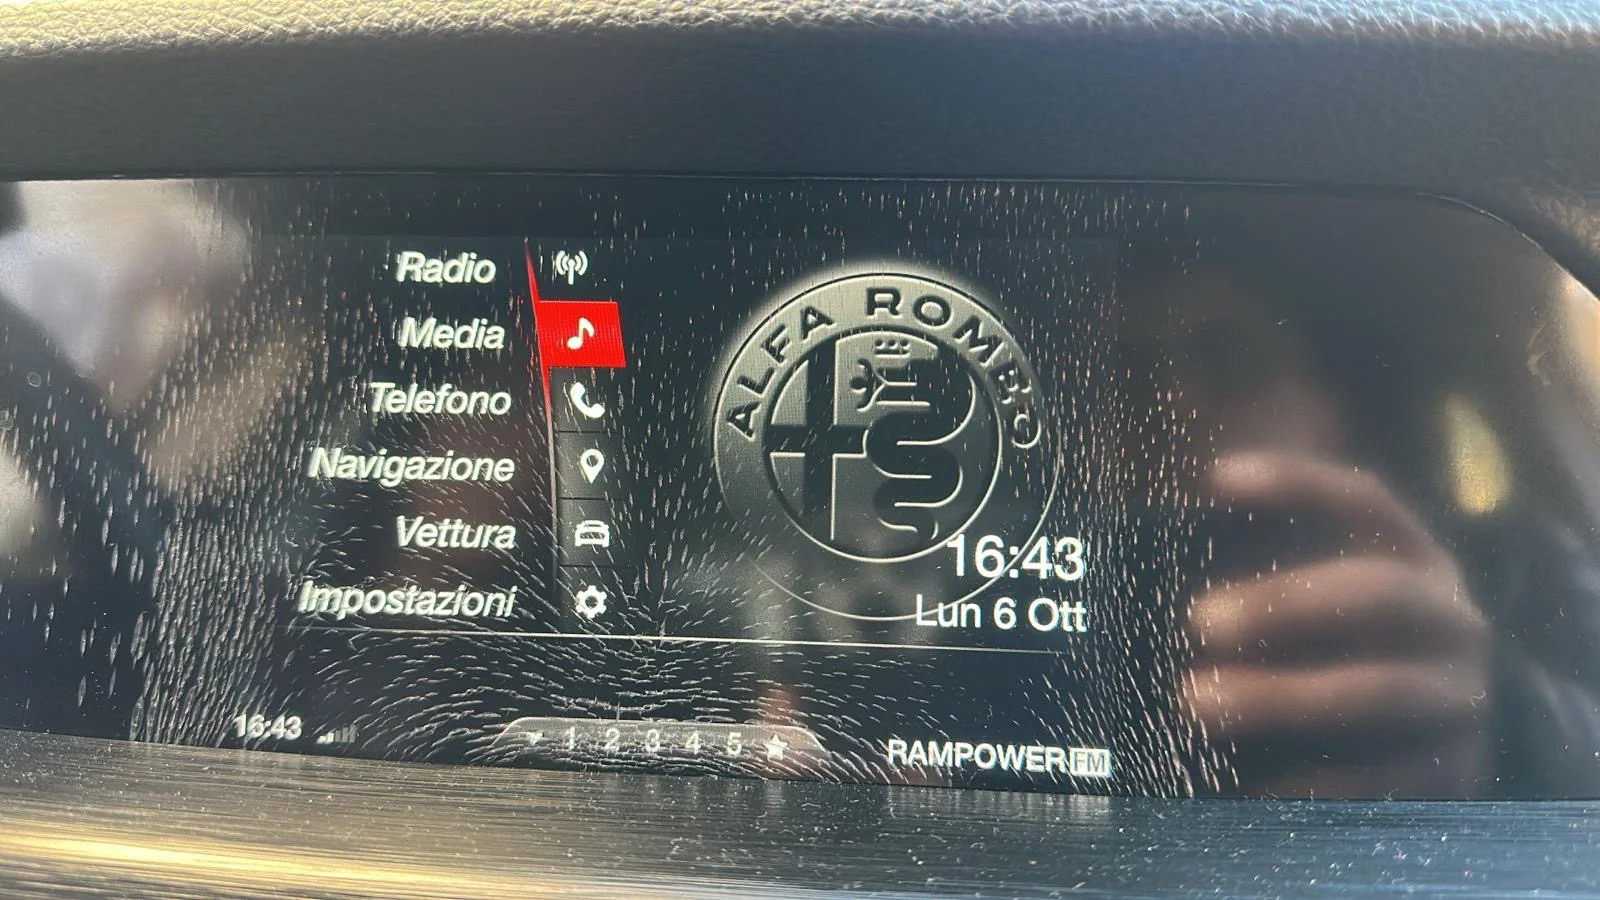 Radio
Media
Telefono
Navigazione
Vettura
Impostazioni
ALFA ROMEO
16:43
Lun 6 Ott
16:43
1 2 3 4 5
RAMPOWER FM